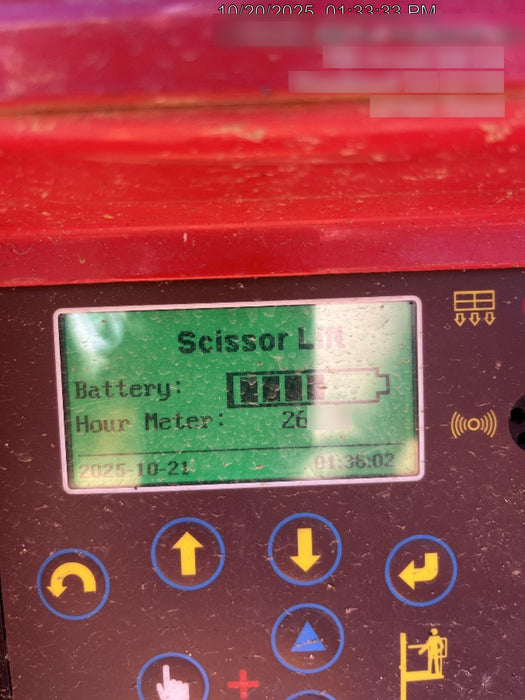 10/20/2025 01:33:33 PM
Scissor Lift
Battery:
Hour Meter: 26
2025-10-21 01:36:02